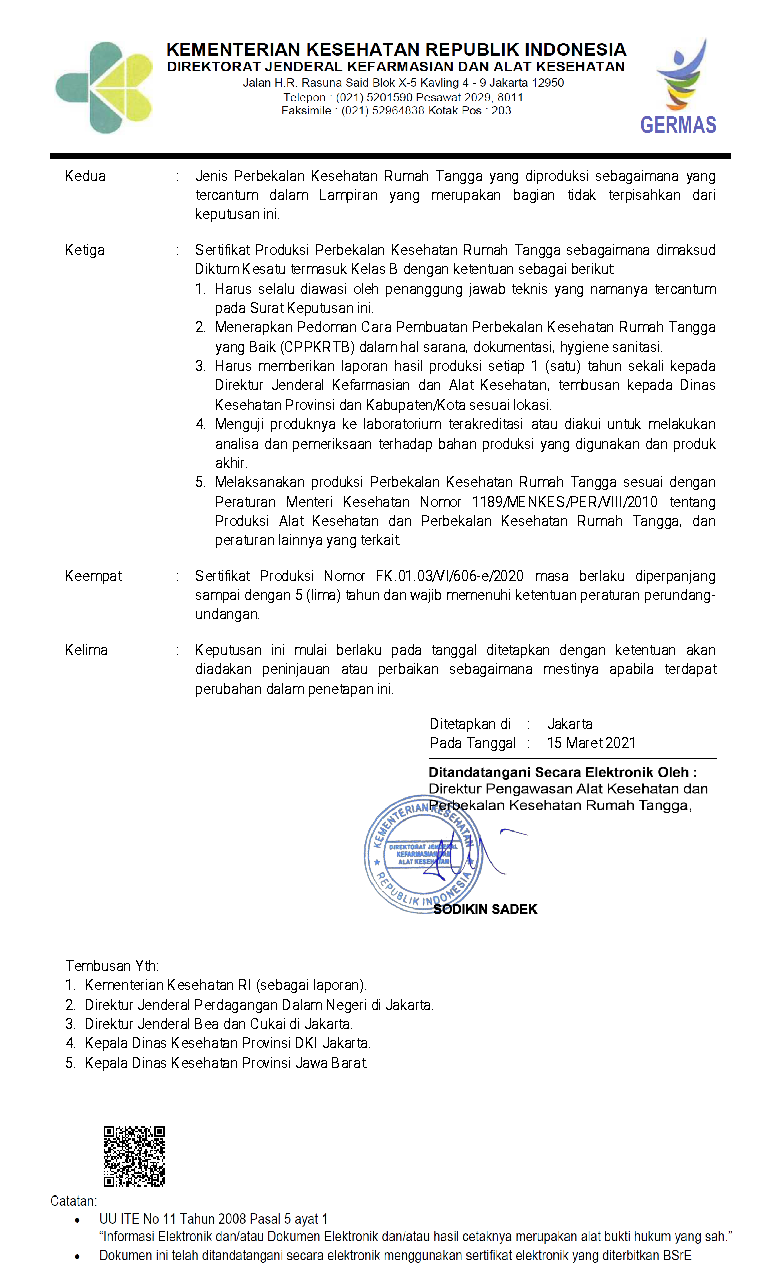 KEMENTERIAN KESEHATAN REPUBLIK INDONESIA
DIREKTORAT JENDERAL KEFARMASIAN DAN ALAT KESEHATAN
Jalan H.R. Rasuna Said Blok X-5 Kavling 4 - 9 Jakarta 12950
Telepon : (021) 5201590 Pesawat 2029, 8011
Faksimile : (021) 52964838 Kotak Pos : 203
GERMAS
Kedua : Jenis Perbekalan Kesehatan Rumah Tangga yang diproduksi sebagaimana yang
tercantum dalam Lampiran yang merupakan bagian tidak terpisahkan dari
keputusan ini.
Ketiga : Sertifikat Produksi Perbekalan Kesehatan Rumah Tangga sebagaimana dimaksud
Diktum Kesatu termasuk Kelas B dengan ketentuan sebagai berikut
1. Harus selalu diawasi oleh penanggung jawab teknis yang namanya tercantum
pada Surat Keputusan ini.
2. Menerapkan Pedoman Cara Pembuatan Perbekalan Kesehatan Rumah Tangga
yang Baik (CPPKRTB) dalam hal sarana, dokumentasi, hygiene sanitasi.
3. Harus memberikan laporan hasil produksi setiap 1 (satu) tahun sekali kepada
Direktur Jenderal Kefarmasian dan Alat Kesehatan, tembusan kepada Dinas
Kesehatan Provinsi dan Kabupaten/Kota sesuai lokasi.
4. Menguji produknya ke laboratorium terakreditasi atau diakui untuk melakukan
analisa dan pemeriksaan terhadap bahan produksi yang digunakan dan produk
akhir.
5. Melaksanakan produksi Perbekalan Kesehatan Rumah Tangga sesuai dengan
Peraturan Menteri Kesehatan Nomor 1189/MENKES/PER/VIII/2010 tentang
Produksi Alat Kesehatan dan Perbekalan Kesehatan Rumah Tangga, dan
peraturan lainnya yang terkait.
Keempat : Sertifikat Produksi Nomor FK.01.03/VI/606-e/2020 masa berlaku diperpanjang
sampai dengan 5 (lima) tahun dan wajib memenuhi ketentuan peraturan perundang-
undangan.
Kelima : Keputusan ini mulai berlaku pada tanggal ditetapkan dengan ketentuan akan
diadakan peninjauan atau perbaikan sebagaimana mestinya apabila terdapat
perubahan dalam penetapan ini.
Ditetapkan di : Jakarta
Pada Tanggal : 15 Maret 2021
Ditandatangani Secara Elektronik Oleh :
Direktur Pengawasan Alat Kesehatan dan
Perbekalan Kesehatan Rumah Tangga,
KEMENTERIAN KESEHATAN
DIREKTORAT JENDERAL
KEFARMASIAN DAN
ALAT KESEHATAN
REPUBLIK INDONESIA
SODIKIN SADEK
Tembusan Yth:
1. Kementerian Kesehatan RI (sebagai laporan).
2. Direktur Jenderal Perdagangan Dalam Negeri di Jakarta.
3. Direktur Jenderal Bea dan Cukai di Jakarta.
4. Kepala Dinas Kesehatan Provinsi DKI Jakarta.
5. Kepala Dinas Kesehatan Provinsi Jawa Barat.
Catatan:
• UU ITE No 11 Tahun 2008 Pasal 5 ayat 1
“Informasi Elektronik dan/atau Dokumen Elektronik dan/atau hasil cetaknya merupakan alat bukti hukum yang sah.”
• Dokumen ini telah ditandatangani secara elektronik menggunakan sertifikat elektronik yang diterbitkan BSrE